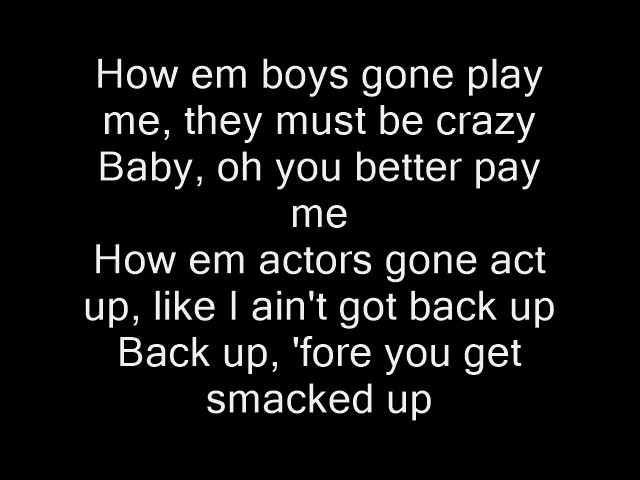 How em boys gone play
me, they must be crazy
Baby, oh you better pay
me
How em actors gone act
up, like I ain't got back up
Back up, 'fore you get
smacked up